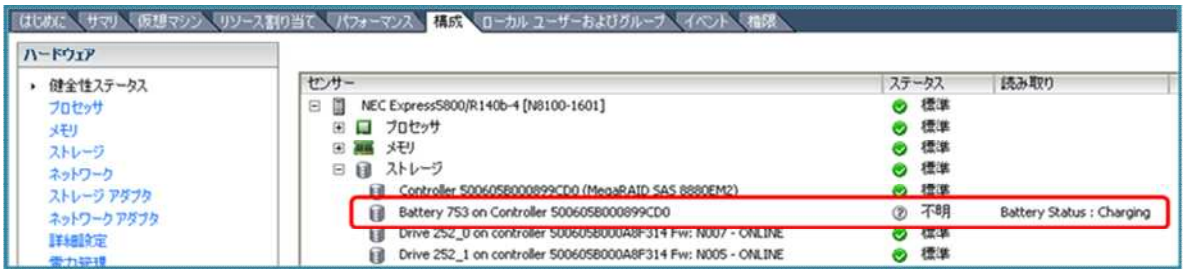 はじめに サマリ 仮想マシン リソース割り当て パフォーマンス 構成 ローカル ユーザーおよびグループ イベント 権限
ハードウェア
健全性ステータス
プロセッサ
メモリ
ストレージ
ネットワーク
ストレージ アダプタ
ネットワーク アダプタ
詳細設定
電力管理
センサー ステータス 読み取り
NEC Express5800/R140b-4 [N8100-1601] 標準
プロセッサ 標準
メモリ 標準
ストレージ 標準
Controller 500605B000899CD0 (MegaRAID SAS 8880EM2) 標準
Battery 753 on Controller 500605B000899CD0 不明 Battery Status : Charging
Drive 252_0 on controller 500605B000A8F314 Fw: N007 - ONLINE 標準
Drive 252_1 on controller 500605B000A8F314 Fw: N005 - ONLINE 標準